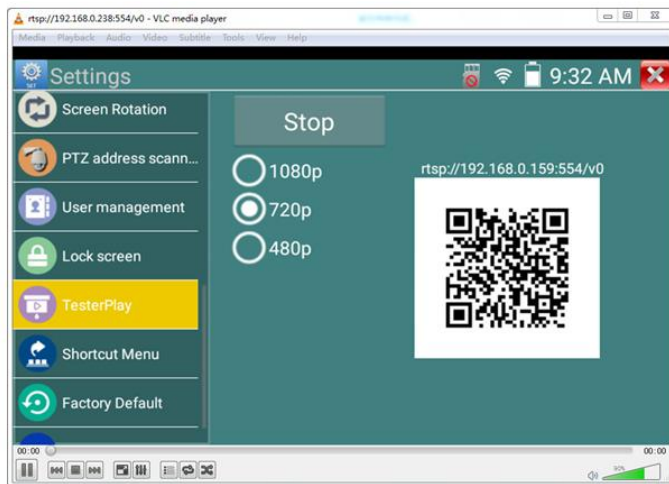 rtsp://192.168.0.238:554/v0 - VLC media player
Media Playback Audio Video Subtitle Tools View Help
SET
Settings
9:32 AM
Screen Rotation
PTZ address scann...
User management
Lock screen
TesterPlay
Shortcut Menu
Factory Default
Stop
1080p
720p
480p
rtsp://192.168.0.159:554/v0
00:00
00:00
90%